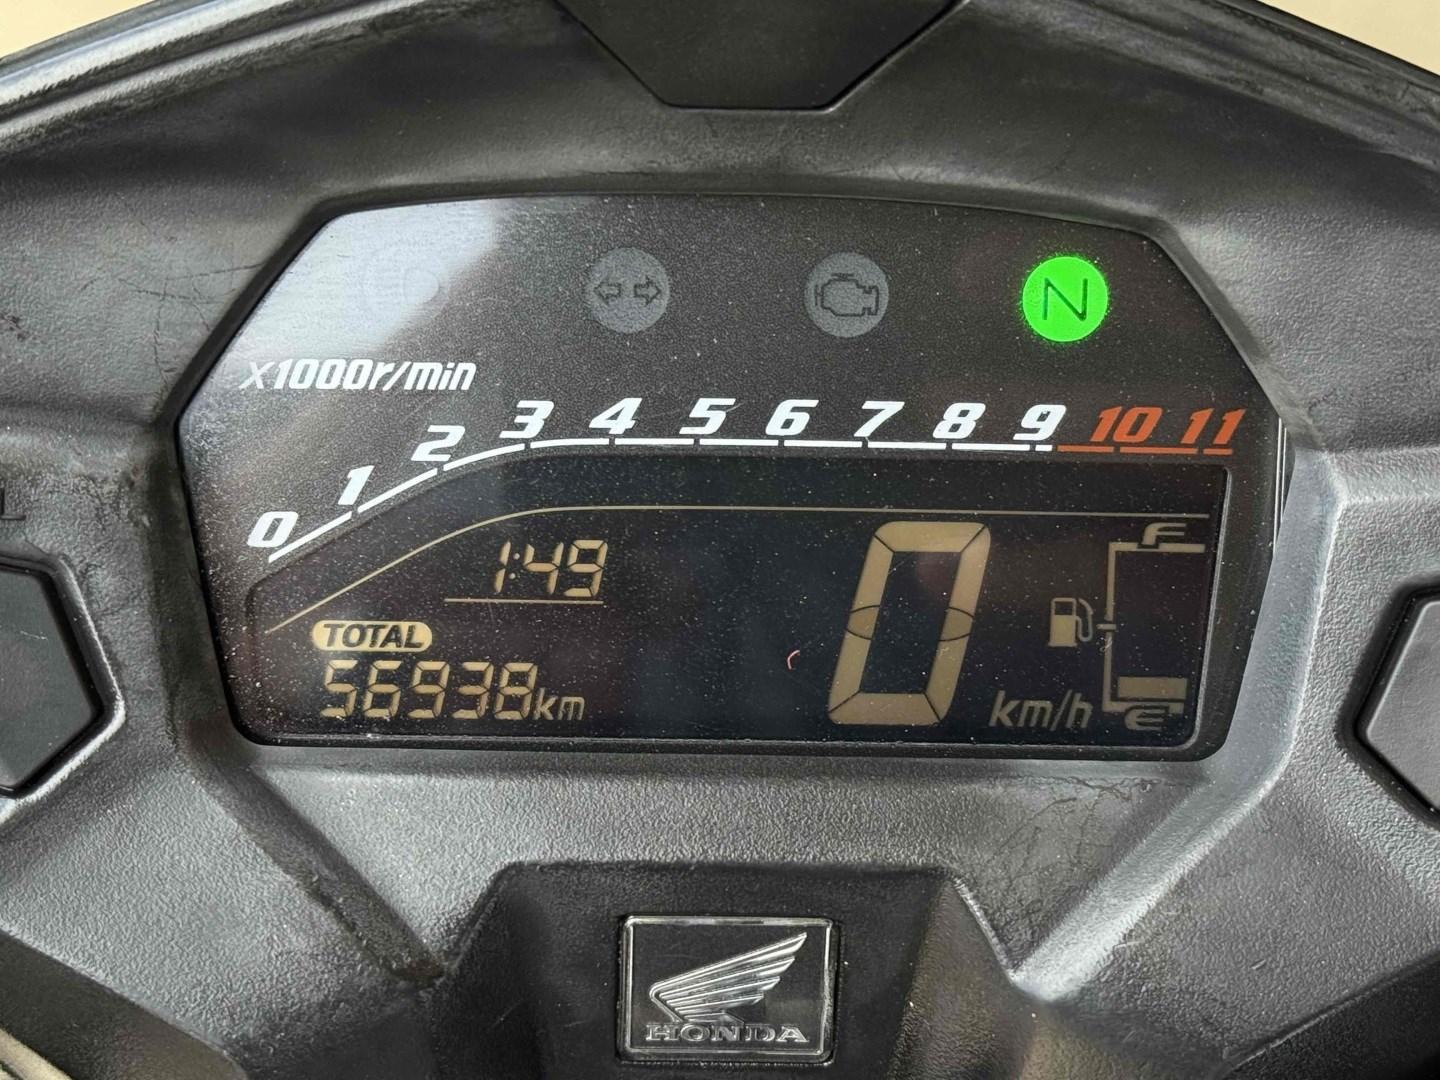 N
x1000r/min
0 1 2 3 4 5 6 7 8 9 10 11
1:49
TOTAL
56938km
0 km/h
F
E
HONDA